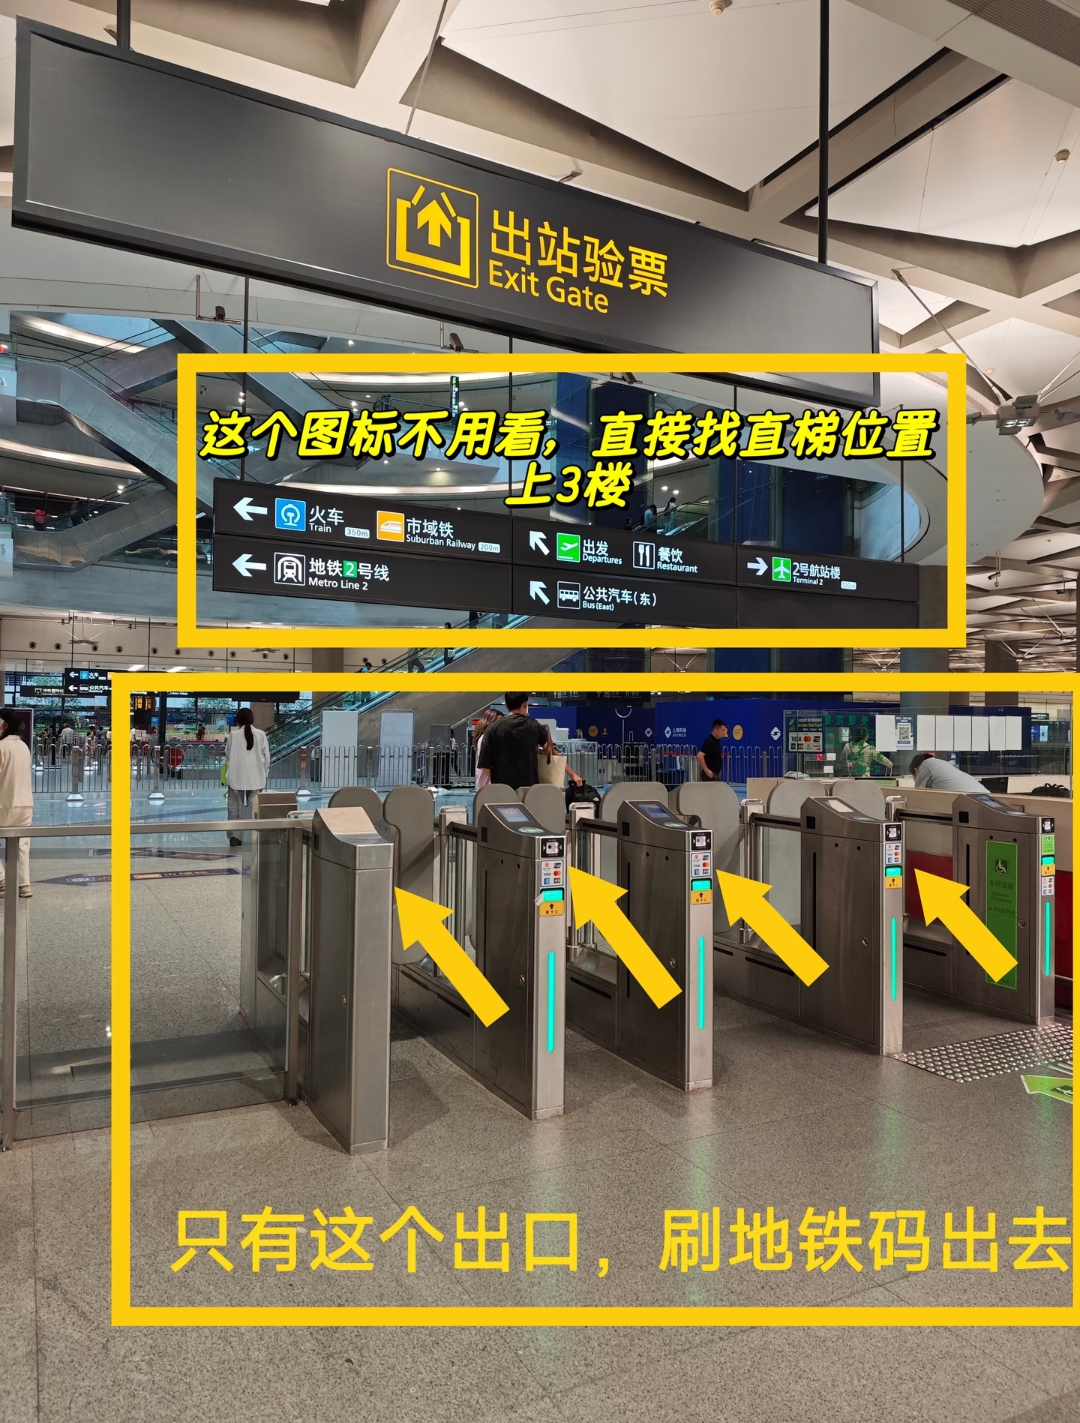 出站验票
Exit Gate
这个图标不用看，直接找直梯位置
上3楼
火车
Train
350m
市域铁
Suburban Railway
200m
出发
Departures
餐饮
Restaurant
2号航站楼
Terminal 2
地铁2号线
Metro Line 2
公共汽车（东）
Bus(East)
只有这个出口，刷地铁码出去